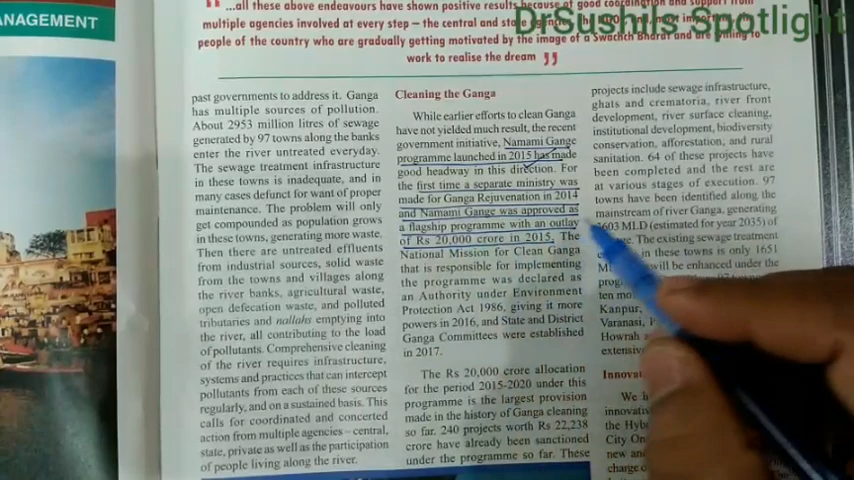 ANAGEMENT
DrSushils Spotlight
"...all these above endeavours have shown positive results because of good coordination and support from
multiple agencies involved at every step – the central and state
people of the country who are gradually getting motivated by the image of a Swachh Bharat and
to
work to realise the dream "
past governments to address it. Ganga
has multiple sources of pollution.
About 2953 million litres of sewage
generated by 97 towns along the banks
enter the river untreated everyday.
The sewage treatment infrastructure
in these towns is inadequate, and in
many cases defunct for want of proper
maintenance. The problem will only
get compounded as population grows
in these towns, generating more waste.
Then there are untreated effluents
from industrial sources, solid waste
from the towns and villages along
the river banks, agricultural waste,
open defecation waste, and polluted
tributaries and nallahs emptying into
the river, all contributing to the load
of pollutants. Comprehensive cleaning
of the river requires infrastructure,
systems and practices that can intercept
pollutants from each of these sources
regularly, and on a sustained basis. This
calls for coordinated and concerted
action from multiple agencies – central,
state, private as well as the participation
of people living along the river.
Cleaning the Ganga
While earlier efforts to clean Ganga
have not yielded much result, the recent
government initiative, Namami Gange
programme launched in 2015 has made
good headway in this direction. For
the first time a separate ministry was
made for Ganga Rejuvenation in 2014
and Namami Gange was approved as
a flagship programme with an outlay
of Rs 20,000 crore in 2015. The
National Mission for Clean Ganga
that is responsible for implementing
the programme was declared as
an Authority under Environment
Protection Act 1986, giving it more
powers in 2016, and State and District
Ganga Committees were established
in 2017.
The Rs 20,000 crore allocation
for the period 2015-2020 under this
programme is the largest provision
made in the history of Ganga cleaning
so far. 240 projects worth Rs 22,238
crore have already been sanctioned
under the programme so far. These
projects include sewage infrastructure,
ghats and crematoria, river front
development, river surface cleaning,
institutional development, biodiversity
conservation, afforestation, and rural
sanitation. 64 of these projects have
been completed and the rest are
at various stages of execution. 97
towns have been identified along the
mainstream of river Ganga, generating
3603 MLD (estimated for year 2035) of
The existing sewage treatment
in these towns is only 1651
will be enhanced under the
ten
Kanpur,
Varanasi,
Howrah